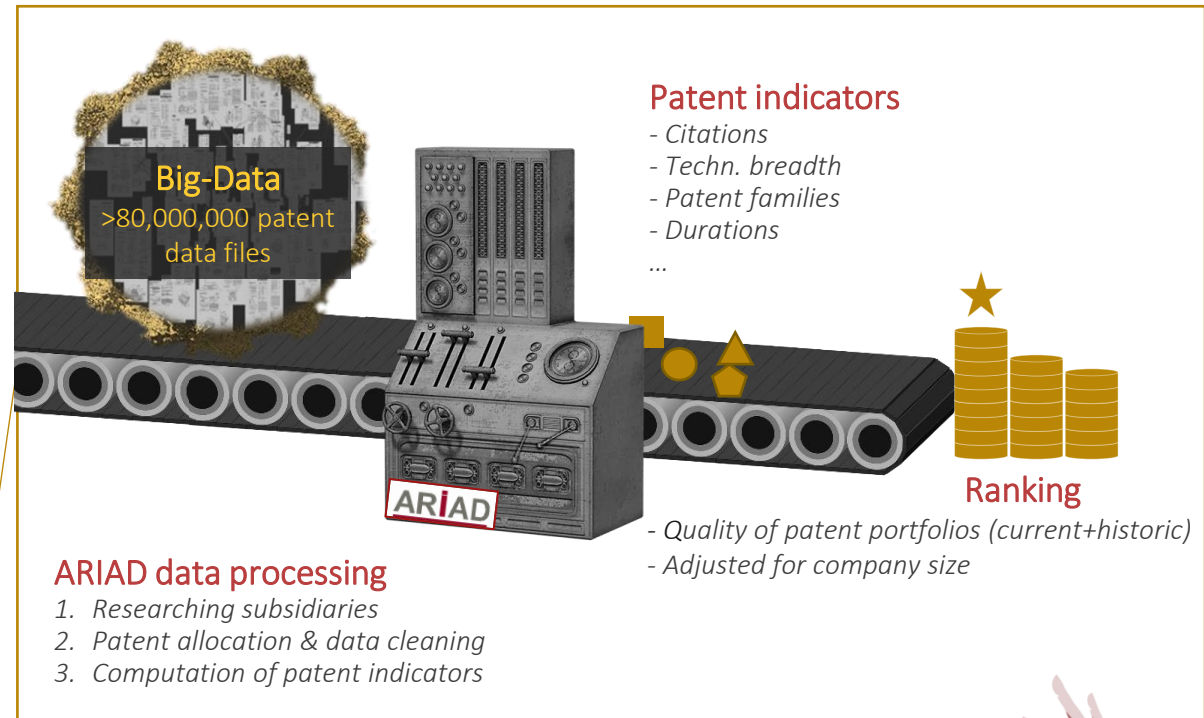 Big-Data
>80,000,000 patent
data files
Patent indicators
- Citations
- Techn. breadth
- Patent families
- Durations
...
ARiAD
Ranking
- Quality of patent portfolios (current+historic)
- Adjusted for company size
ARIAD data processing
1. Researching subsidiaries
2. Patent allocation & data cleaning
3. Computation of patent indicators